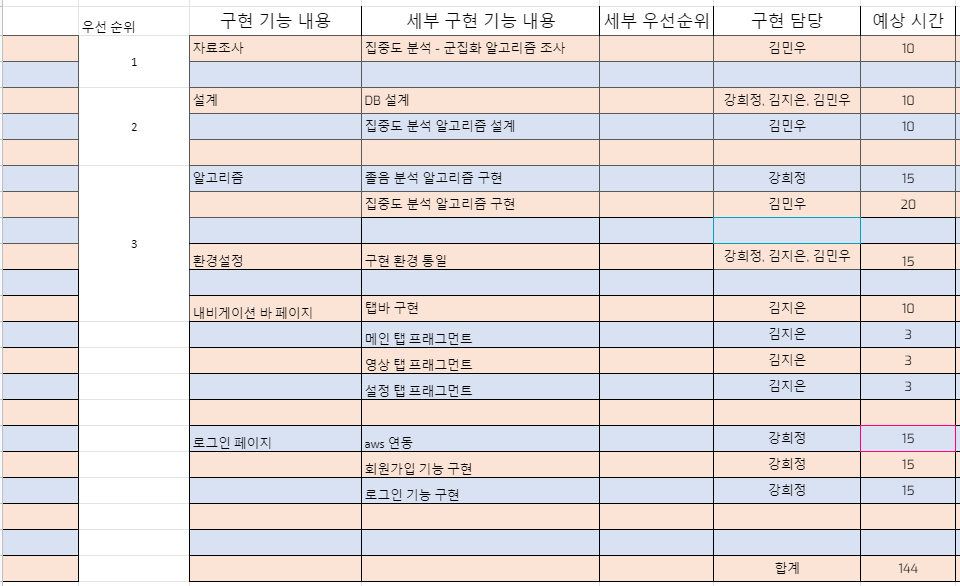 우선 순위 구현 기능 내용 세부 구현 기능 내용 세부 우선순위 구현 담당 예상 시간
1 자료조사 집중도 분석 - 군집화 알고리즘 조사 김민우 10
2 설계 DB 설계 강희정, 김지은, 김민우 10
집중도 분석 알고리즘 설계 김민우 10
3 알고리즘 졸음 분석 알고리즘 구현 강희정 15
집중도 분석 알고리즘 구현 김민우 20
환경설정 구현 환경 통일 강희정, 김지은, 김민우 15
내비게이션 바 페이지 탭바 구현 김지은 10
메인 탭 프래그먼트 김지은 3
영상 탭 프래그먼트 김지은 3
설정 탭 프래그먼트 김지은 3
로그인 페이지 aws 연동 강희정 15
회원가입 기능 구현 강희정 15
로그인 기능 구현 강희정 15
합계 144